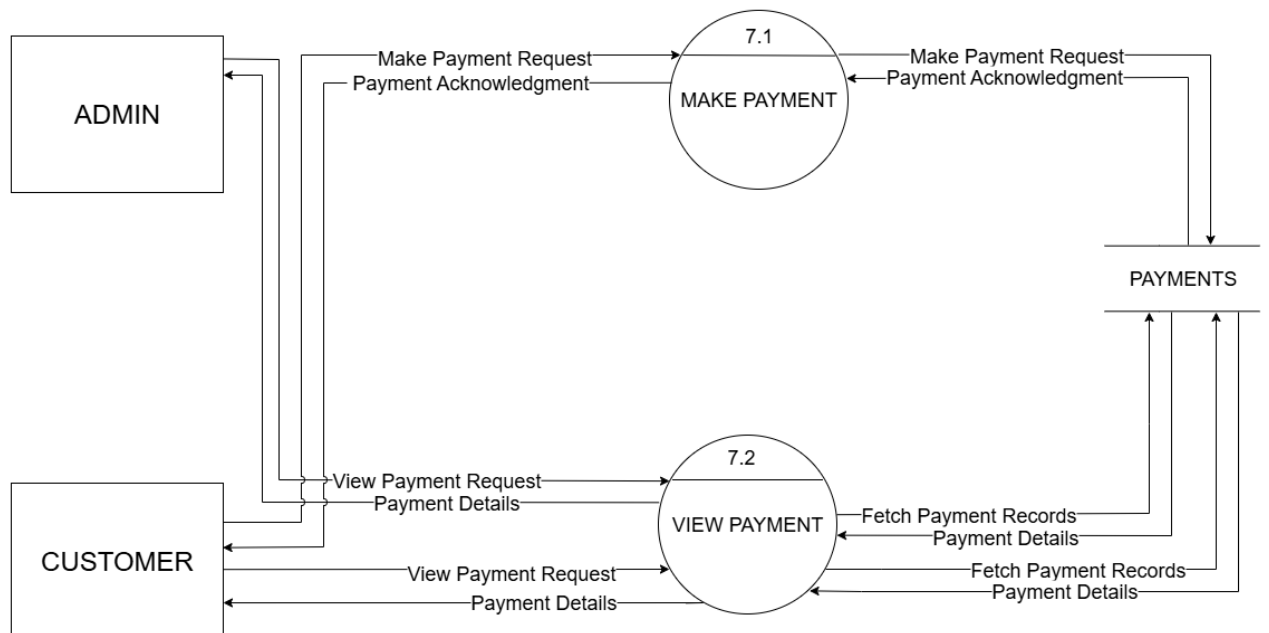 7.1
Make Payment Request
Make Payment Request
Payment Acknowledgment
Payment Acknowledgment
ADMIN
MAKE PAYMENT
PAYMENTS
7.2
View Payment Request
Payment Details
VIEW PAYMENT
Fetch Payment Records
Payment Details
CUSTOMER
View Payment Request
Fetch Payment Records
Payment Details
Payment Details